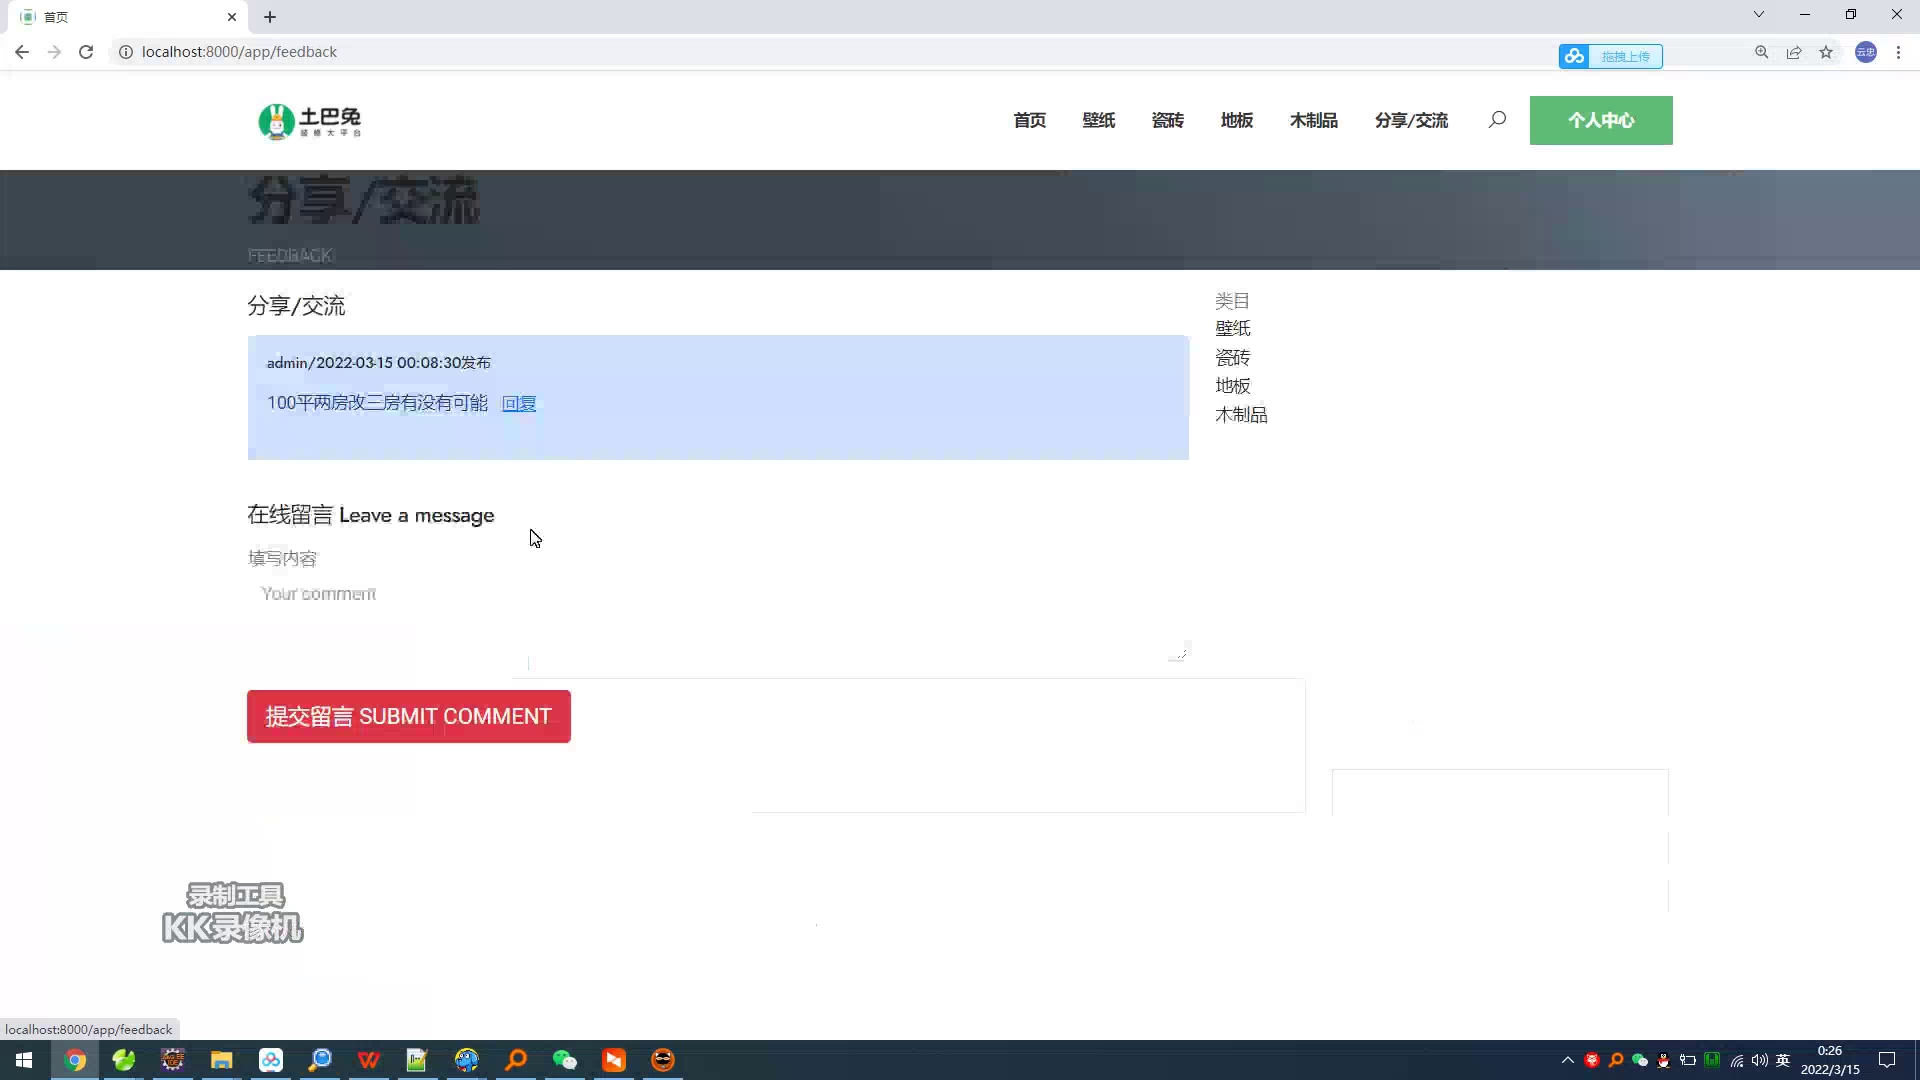 首页
localhost:8000/app/feedback
拖拽上传
云忠
土巴兔
装修大平台
首页
壁纸
瓷砖
地板
木制品
分享/交流
个人中心
分享/交流
FEEDBACK
分享/交流
admin/2022-03-15 00:08:30发布
100平两房改三房有没有可能 回复
类目
壁纸
瓷砖
地板
木制品
在线留言 Leave a message
填写内容
Your comment
提交留言 SUBMIT COMMENT
录制工具
KK录像机
localhost:8000/app/feedback
英
0:26
2022/3/15